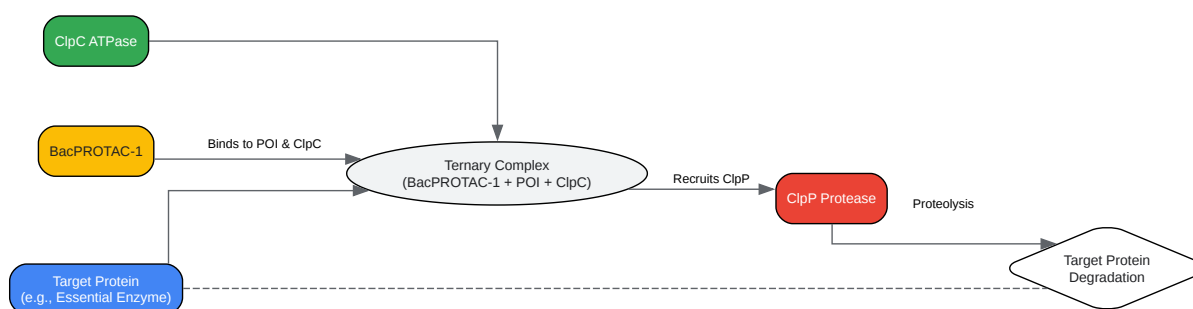 ClpC ATPase
BacPROTAC-1
Binds to POI & ClpC
Ternary Complex
(BacPROTAC-1 + POI + ClpC)
Recruits ClpP
ClpP Protease
Proteolysis
Target Protein
Degradation
Target Protein
(e.g., Essential Enzyme)